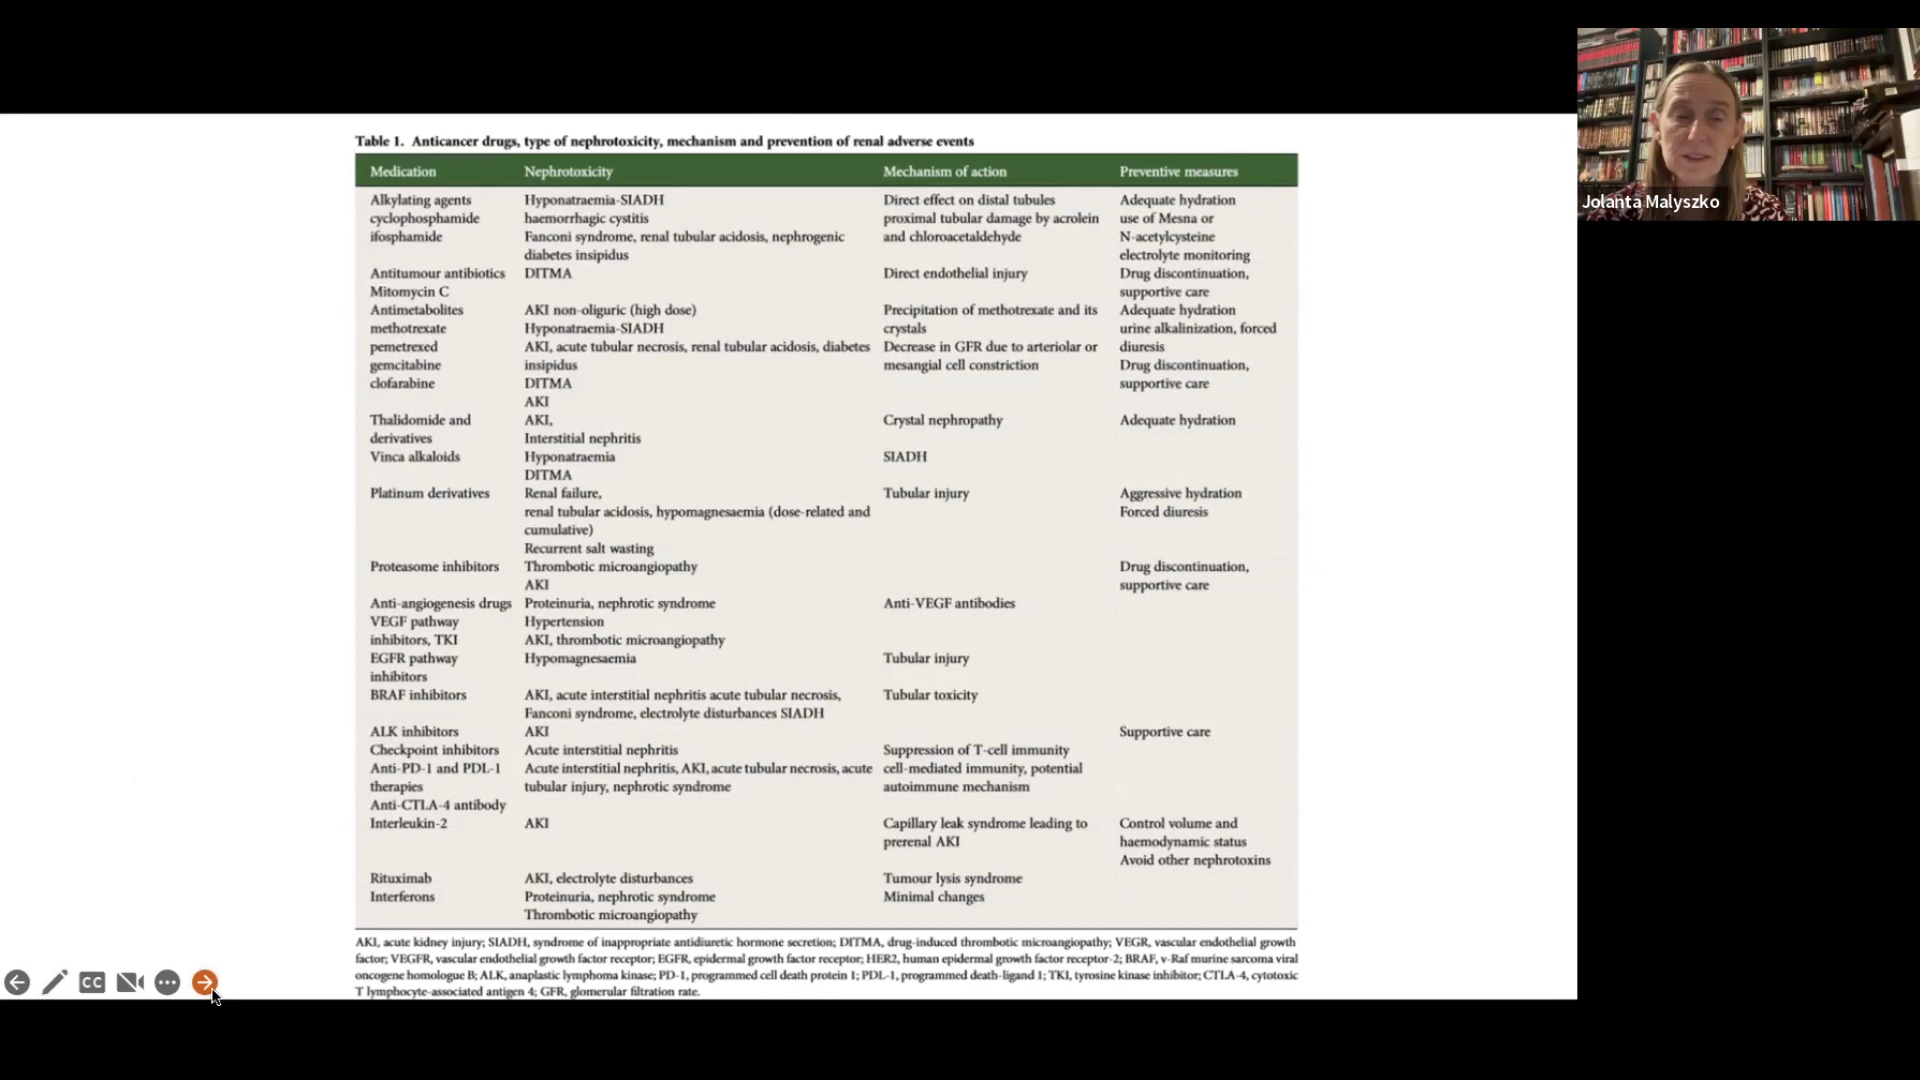 Table 1. Anticancer drugs, type of nephrotoxicity, mechanism and prevention of renal adverse events
Medication Nephrotoxicity Mechanism of action Preventive measures
Alkylating agents Hyponatraemia-SIADH Direct effect on distal tubules Adequate hydration
cyclophosphamide haemorrhagic cystitis proximal tubular damage by acrolein use of Mesna or
ifosphamide Fanconi syndrome, renal tubular acidosis, nephrogenic and chloroacetaldehyde N-acetylcysteine
diabetes insipidus electrolyte monitoring
Antitumour antibiotics DITMA Direct endothelial injury Drug discontinuation,
Mitomycin C supportive care
Antimetabolites AKI non-oliguric (high dose) Precipitation of methotrexate and its Adequate hydration
methotrexate Hyponatraemia-SIADH crystals urine alkalinization, forced
pemetrexed AKI, acute tubular necrosis, renal tubular acidosis, diabetes Decrease in GFR due to arteriolar or diuresis
gemcitabine insipidus mesangial cell constriction Drug discontinuation,
clofarabine DITMA supportive care
AKI
Thalidomide and AKI, Crystal nephropathy Adequate hydration
derivatives Interstitial nephritis
Vinca alkaloids Hyponatraemia SIADH
DITMA
Platinum derivatives Renal failure, Tubular injury Aggressive hydration
renal tubular acidosis, hypomagnesaemia (dose-related and Forced diuresis
cumulative)
Recurrent salt wasting
Proteasome inhibitors Thrombotic microangiopathy Drug discontinuation,
AKI supportive care
Anti-angiogenesis drugs Proteinuria, nephrotic syndrome Anti-VEGF antibodies
VEGF pathway Hypertension
inhibitors, TKI AKI, thrombotic microangiopathy
EGFR pathway Hypomagnesaemia Tubular injury
inhibitors
BRAF inhibitors AKI, acute interstitial nephritis acute tubular necrosis, Tubular toxicity
Fanconi syndrome, electrolyte disturbances SIADH
ALK inhibitors AKI Supportive care
Checkpoint inhibitors Acute interstitial nephritis Suppression of T-cell immunity
Anti-PD-1 and PDL-1 Acute interstitial nephritis, AKI, acute tubular necrosis, acute cell-mediated immunity, potential
therapies tubular injury, nephrotic syndrome autoimmune mechanism
Anti-CTLA-4 antibody
Interleukin-2 AKI Capillary leak syndrome leading to Control volume and
prerenal AKI haemodynamic status
Avoid other nephrotoxins
Rituximab AKI, electrolyte disturbances Tumour lysis syndrome
Interferons Proteinuria, nephrotic syndrome Minimal changes
Thrombotic microangiopathy
AKI, acute kidney injury; SIADH, syndrome of inappropriate antidiuretic hormone secretion; DITMA, drug-induced thrombotic microangiopathy; VEGR, vascular endothelial growth
factor; VEGFR, vascular endothelial growth factor receptor; EGFR, epidermal growth factor receptor; HER2, human epidermal growth factor receptor-2; BRAF, v-Raf murine sarcoma viral
oncogene homologue B; ALK, anaplastic lymphoma kinase; PD-1, programmed cell death protein 1; PDL-1, programmed death-ligand 1; TKI, tyrosine kinase inhibitor; CTLA-4, cytotoxic
T lymphocyte-associated antigen 4; GFR, glomerular filtration rate.
CC
Jolanta Malyszko